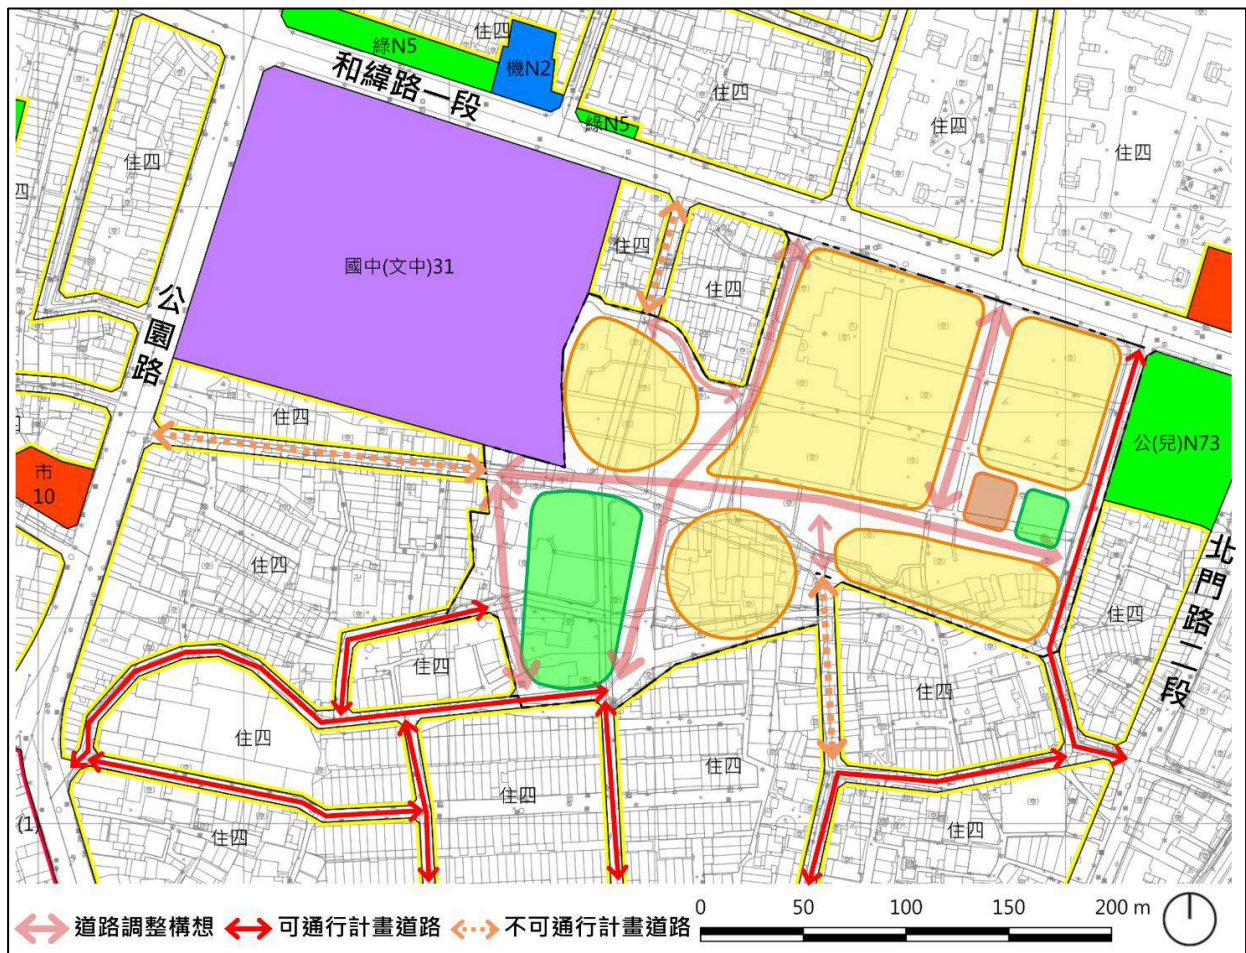 住四
綠N5
機N2
和緯路一段
綠N5
住四
住四
住四
住四
住四
國中(文中)31
住四
公園路
住四
住四
公(兒)N73
市
10
住四
北門路二段
住四
住四
住四
住四
住四
住四
住四
住四
(1)
道路調整構想
可通行計畫道路
不可通行計畫道路
0 50 100 150 200 m